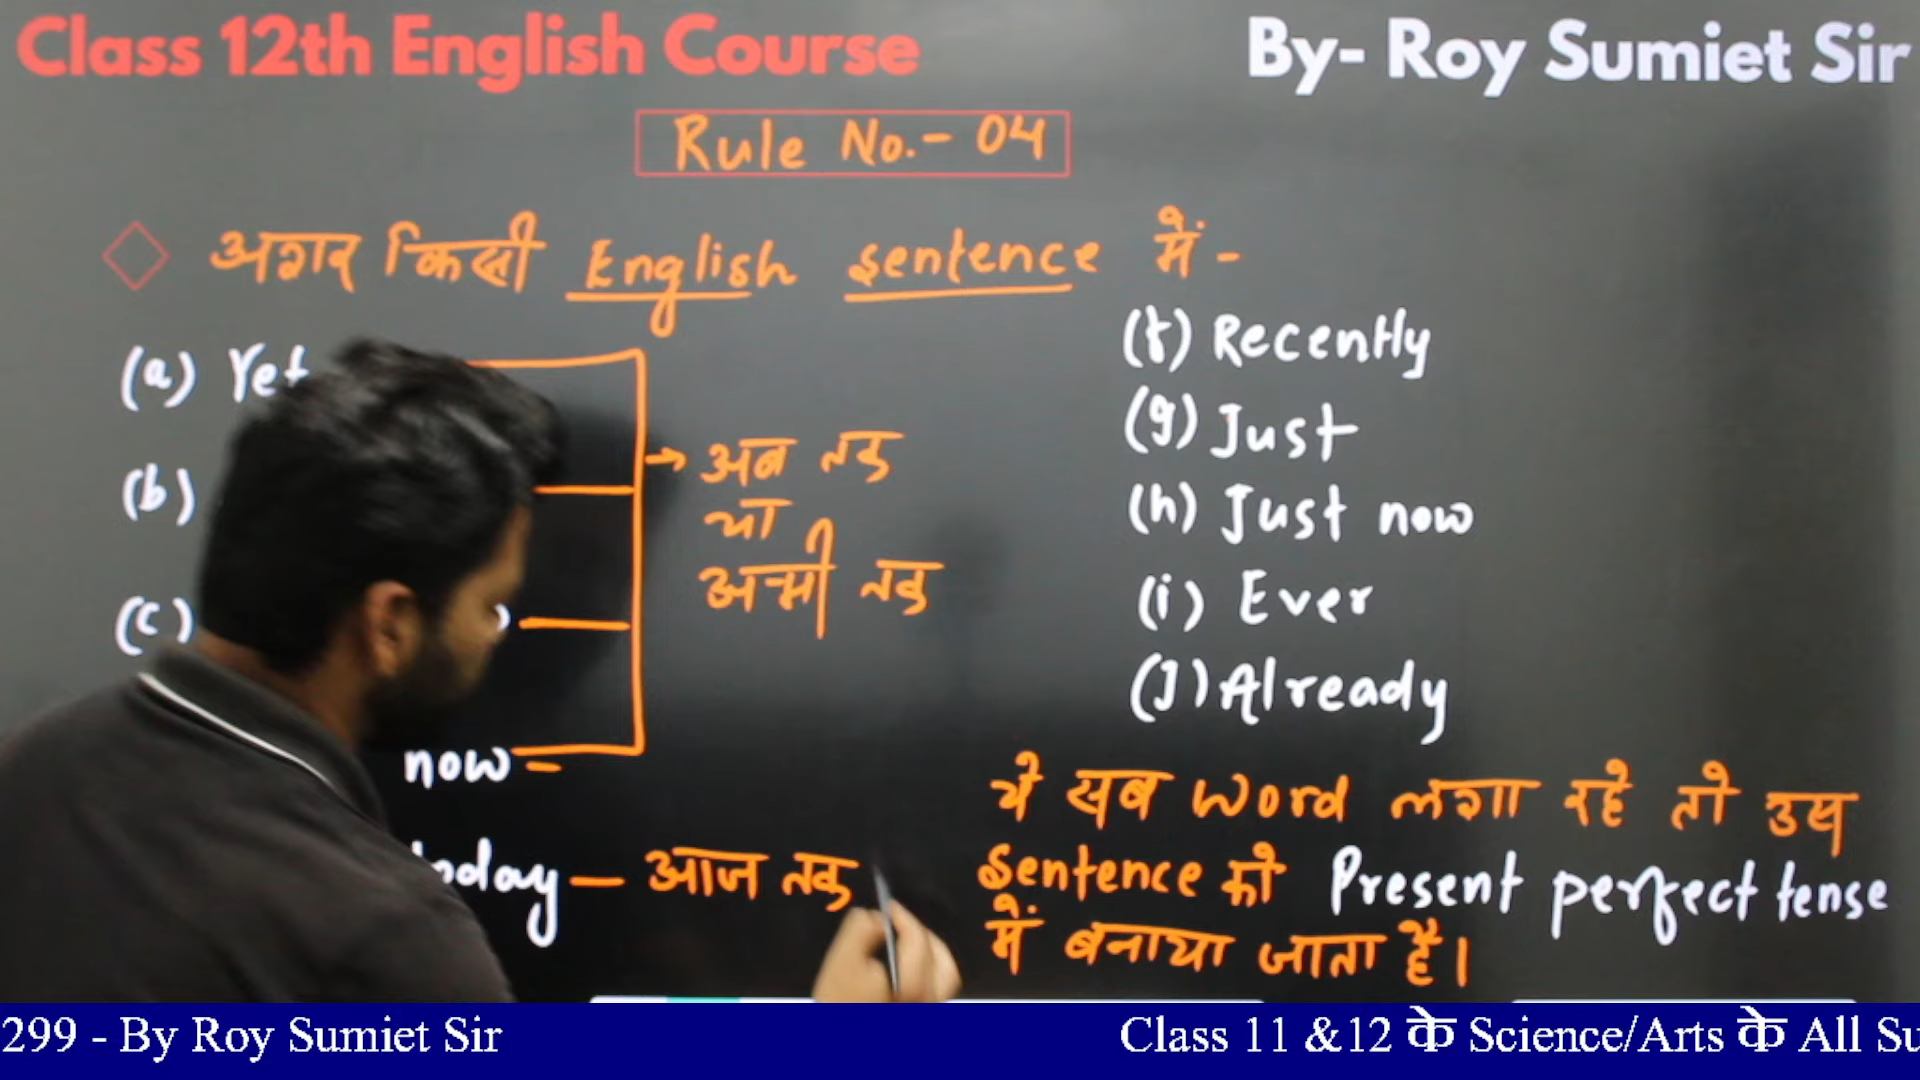 Class 12th English Course
By- Roy Sumiet Sir
Rule No.- 04
अगर किसी English sentence में -
(a) Yet
(b)
(c)
now -
today — आज तक
→ अब तक
या
अभी तक
(f) Recently
(g) Just
(h) Just now
(i) Ever
(J) Already
ये सब word लगा रहे तो उस
sentence को Present perfect tense
में बनाया जाता है।
299 - By Roy Sumiet Sir
Class 11 &12 के Science/Arts के All Su